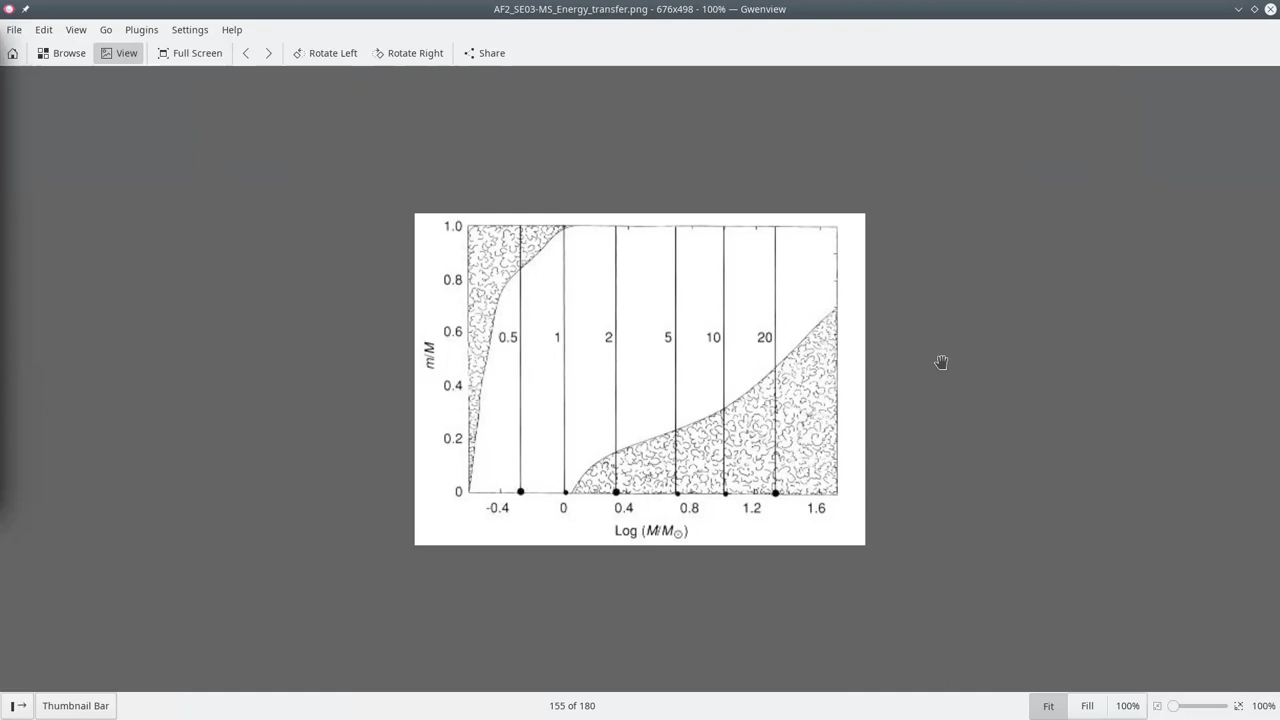 AF2_SE03-MS_Energy_transfer.png - 676x498 - 100% — Gwenview
File Edit View Go Plugins Settings Help
Browse View Full Screen Rotate Left Rotate Right Share
1.0
0.8
0.6
0.4
0.2
0
m/M
0.5 1 2 5 10 20
-0.4 0 0.4 0.8 1.2 1.6
Log (M/M☉)
Thumbnail Bar 155 of 180 Fit Fill 100% 100%